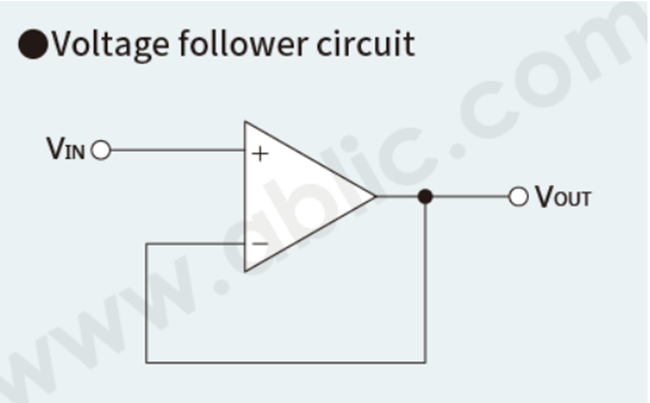 ●Voltage follower circuit
VIN
+
VOUT
−
www.ablic.com